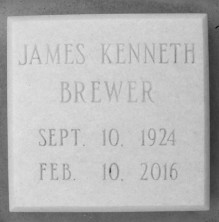 JAMES KENNETH
BREWER
SEPT. 10, 1924
FEB. 10, 2016